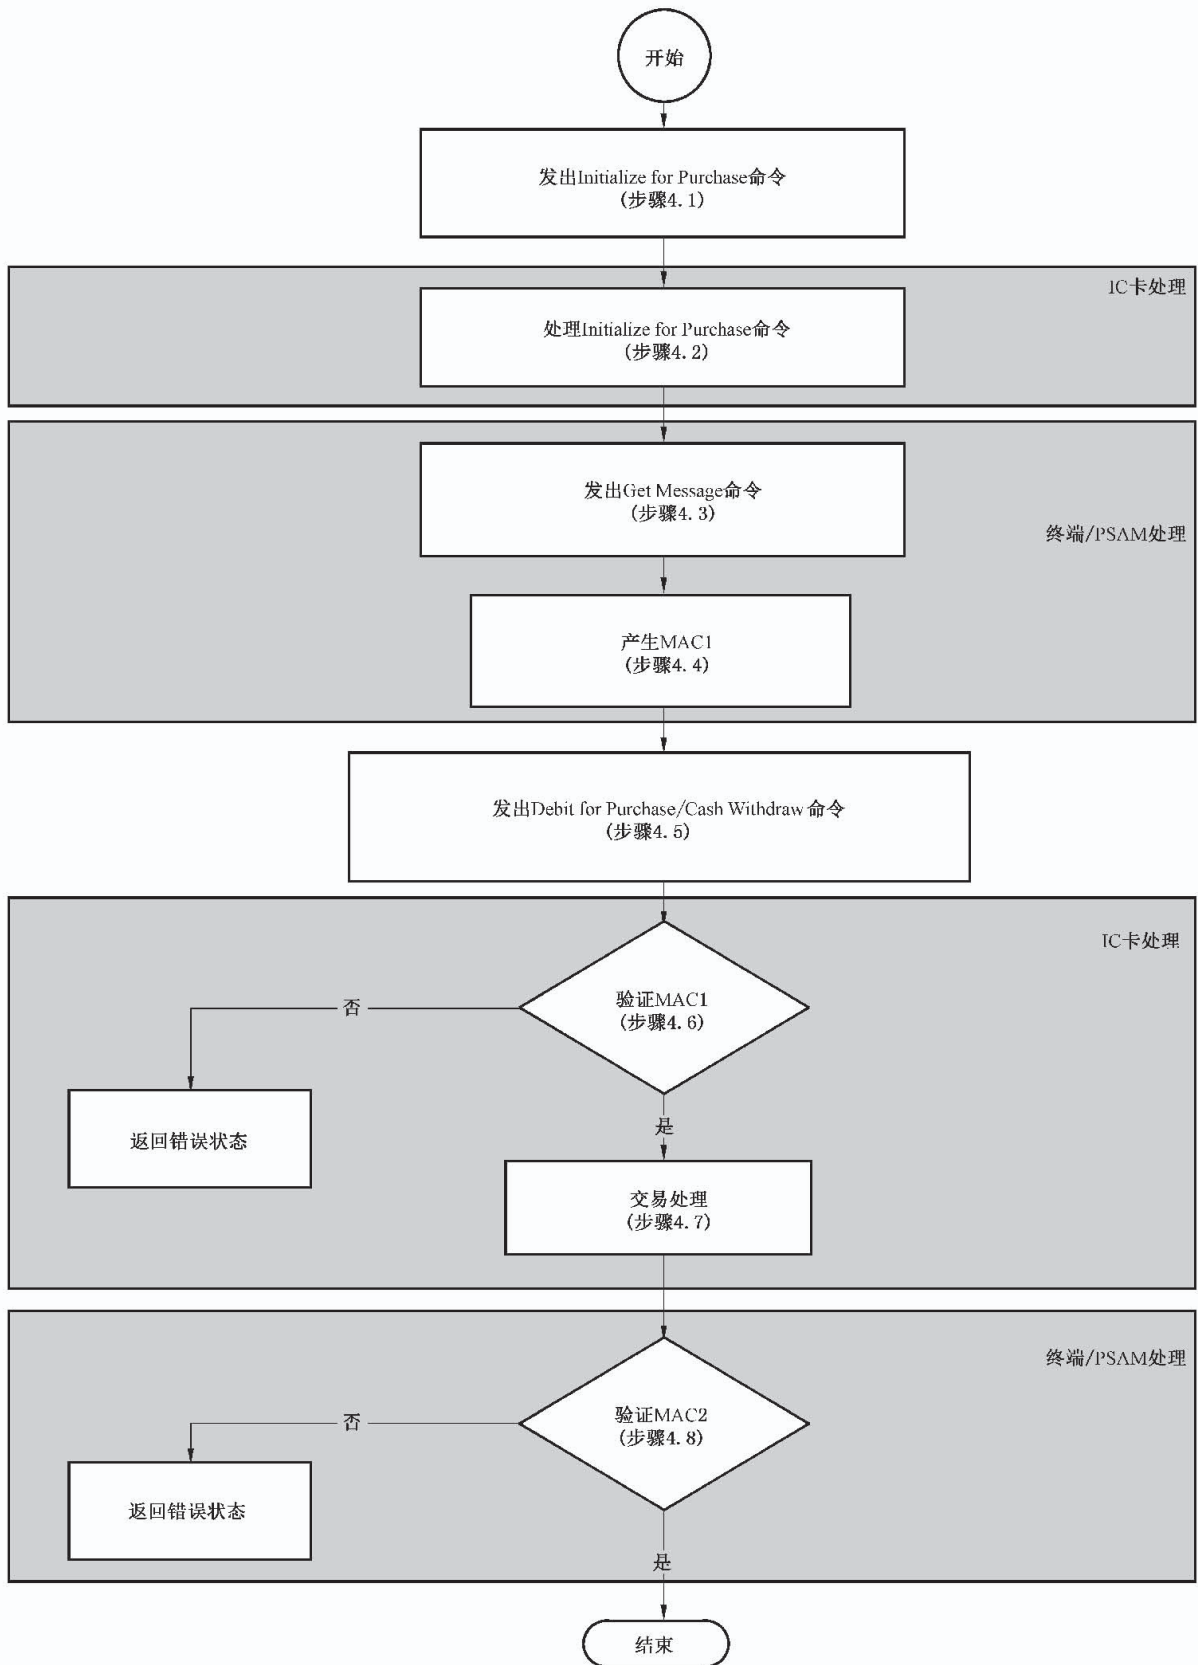 开始
发出Initialize for Purchase命令
(步骤4.1)
IC卡处理
处理Initialize for Purchase命令
(步骤4.2)
发出Get Message命令
(步骤4.3)
终端/PSAM处理
产生MAC1
(步骤4.4)
发出Debit for Purchase/Cash Withdraw命令
(步骤4.5)
IC卡处理
验证MAC1
(步骤4.6)
否
返回错误状态
是
交易处理
(步骤4.7)
终端/PSAM处理
验证MAC2
(步骤4.8)
否
返回错误状态
是
结束